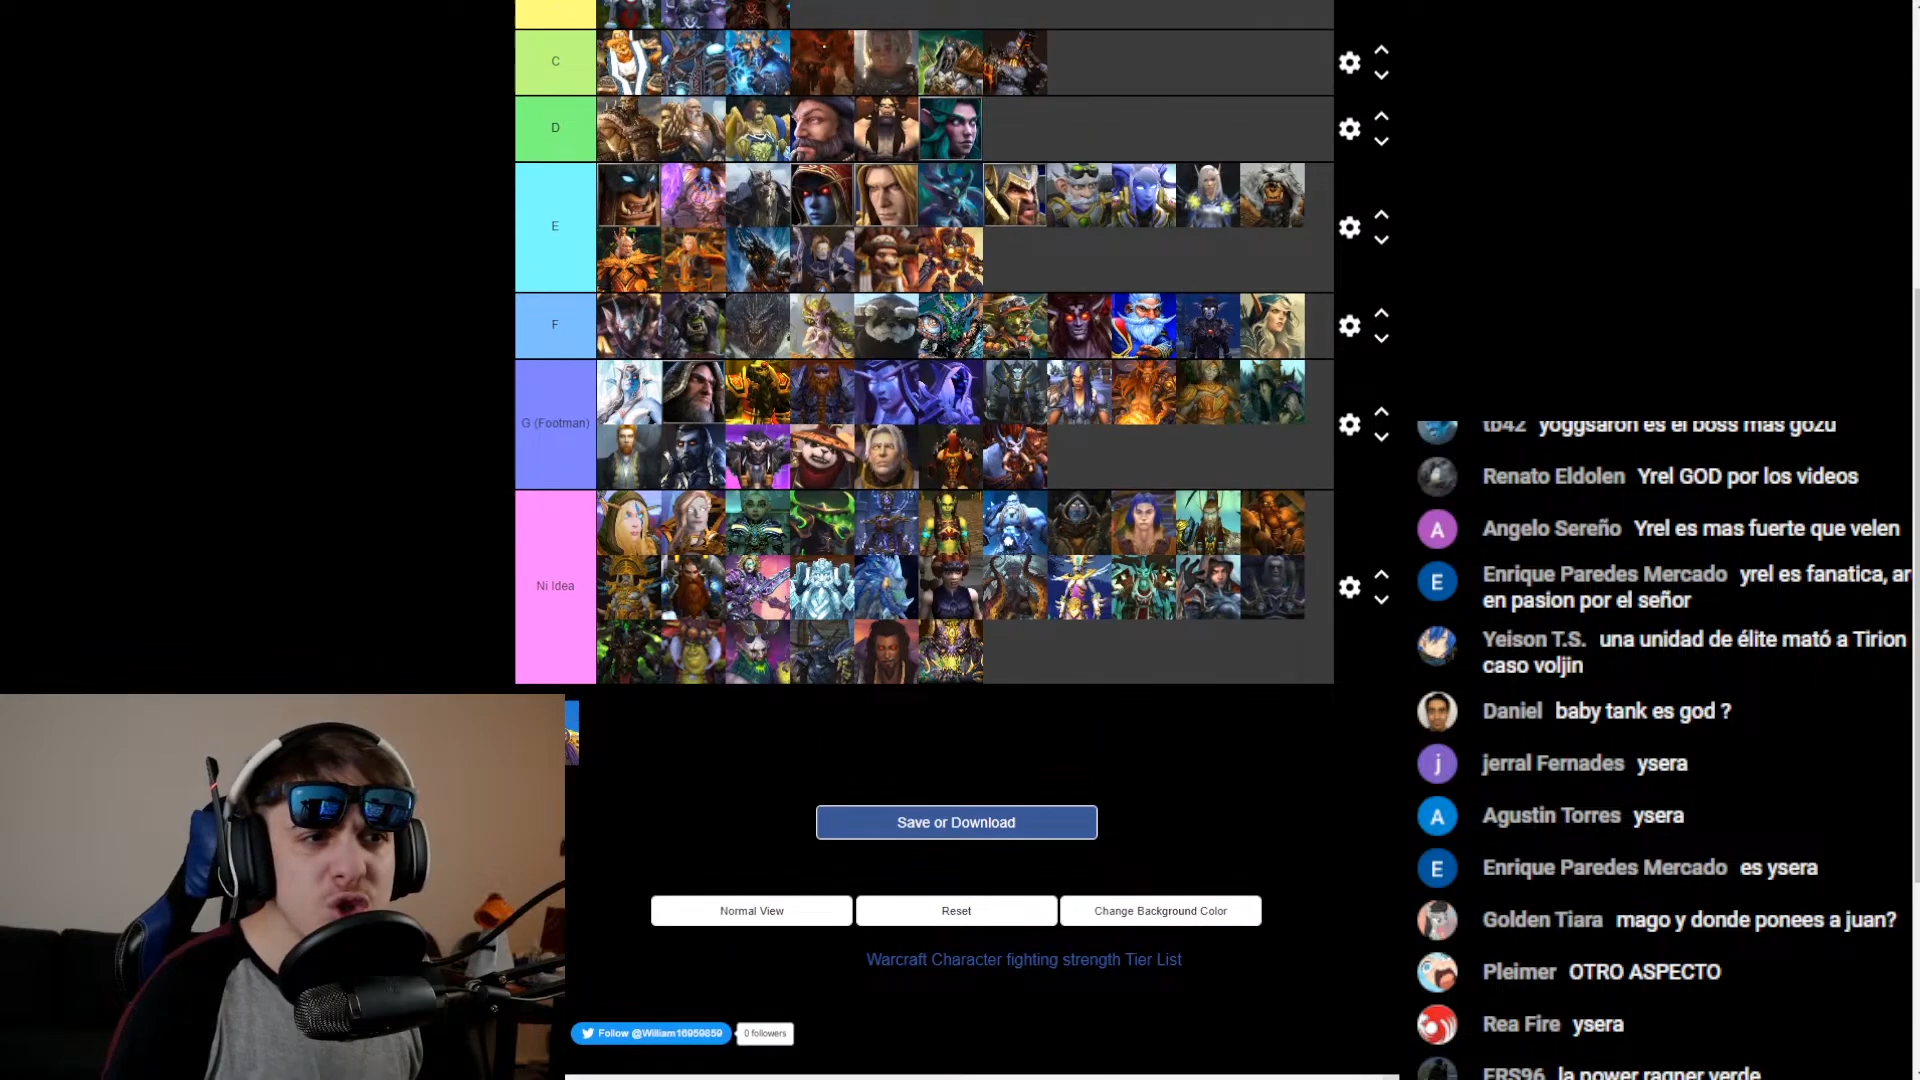 C
D
E
F
G (Footman)
Ni Idea
tb42 yoggsaron es el boss mas gozu
Renato Eldolen Yrel GOD por los videos
A Angelo Sereño Yrel es mas fuerte que velen
E Enrique Paredes Mercado yrel es fanatica, ar
en pasion por el señor
Yeison T.S. una unidad de élite mató a Tirion
caso voljin
Daniel baby tank es god ?
j jerral Fernades ysera
A Agustin Torres ysera
E Enrique Paredes Mercado es ysera
Golden Tiara mago y donde ponees a juan?
Pleimer OTRO ASPECTO
Rea Fire ysera
ERS96 la power ragner verde
Save or Download
Normal View
Reset
Change Background Color
Warcraft Character fighting strength Tier List
Follow @William16959859
0 followers